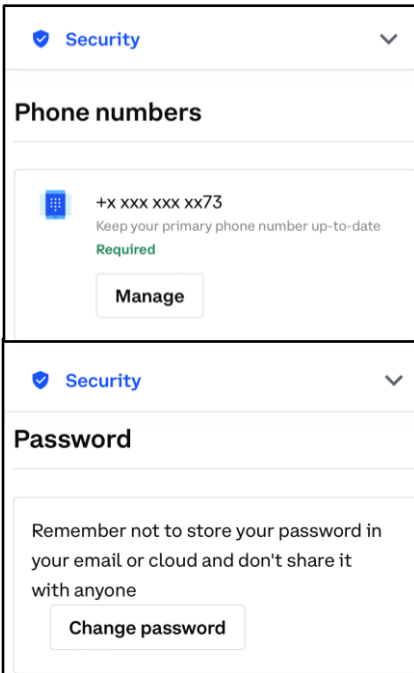 Security
Phone numbers
+x xxx xxx xx73
Keep your primary phone number up-to-date
Required
Manage
Security
Password
Remember not to store your password in
your email or cloud and don't share it
with anyone
Change password